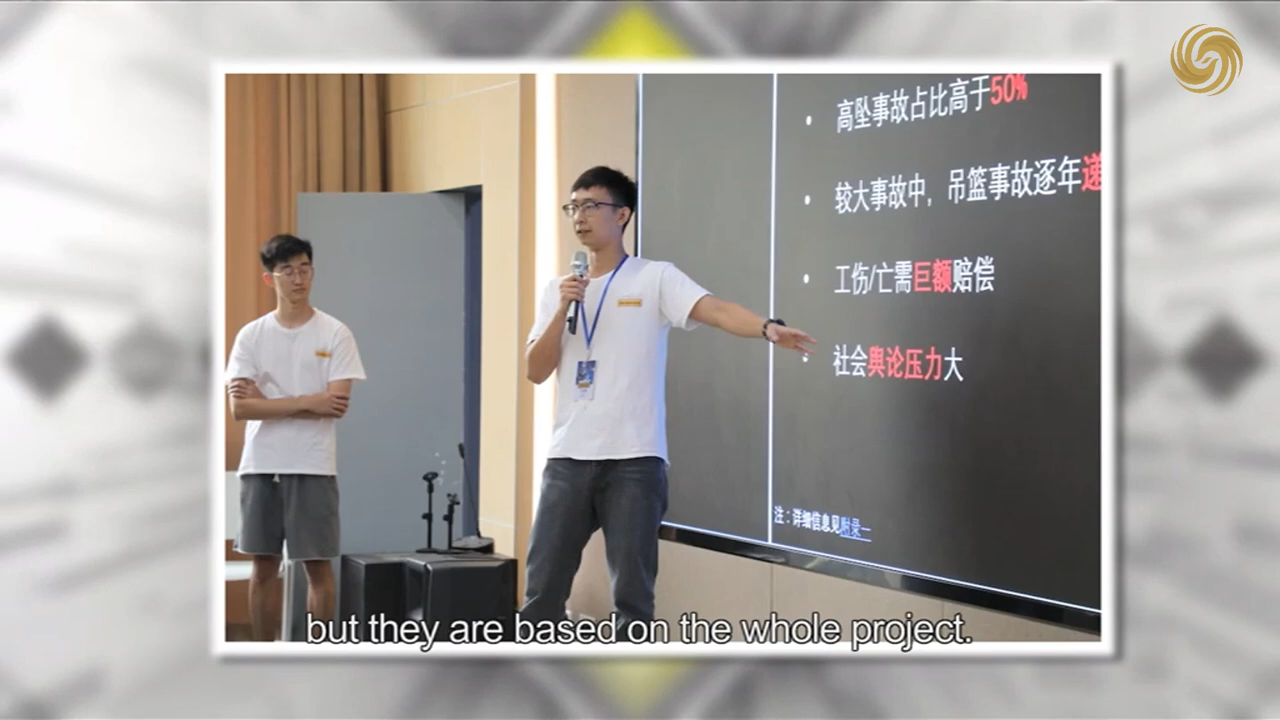 高坠事故占比高于50%
较大事故中，吊篮事故逐年递
工伤/亡需巨额赔偿
社会舆论压力大
注：详细信息见附录一
but they are based on the whole project.